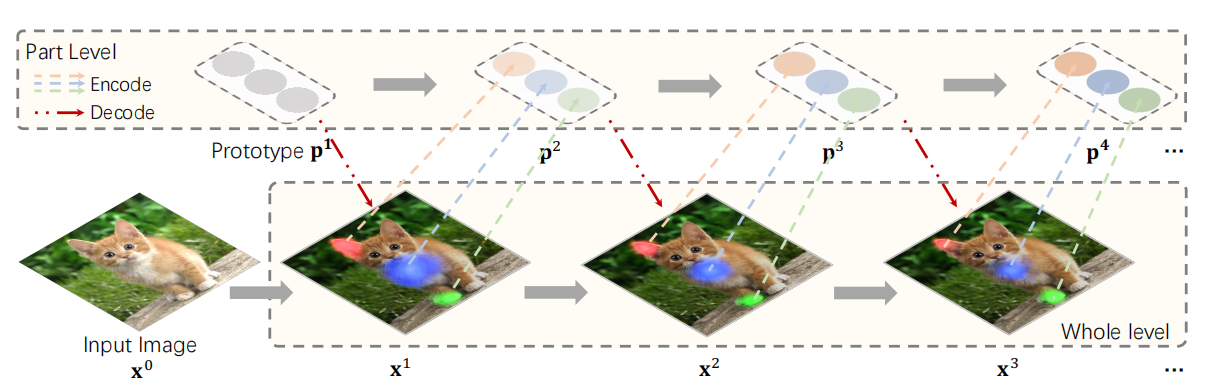 Part Level
Encode
Decode
Prototype p¹
p²
p³
p⁴
...
Whole level
Input Image
x⁰
x¹
x²
x³
...